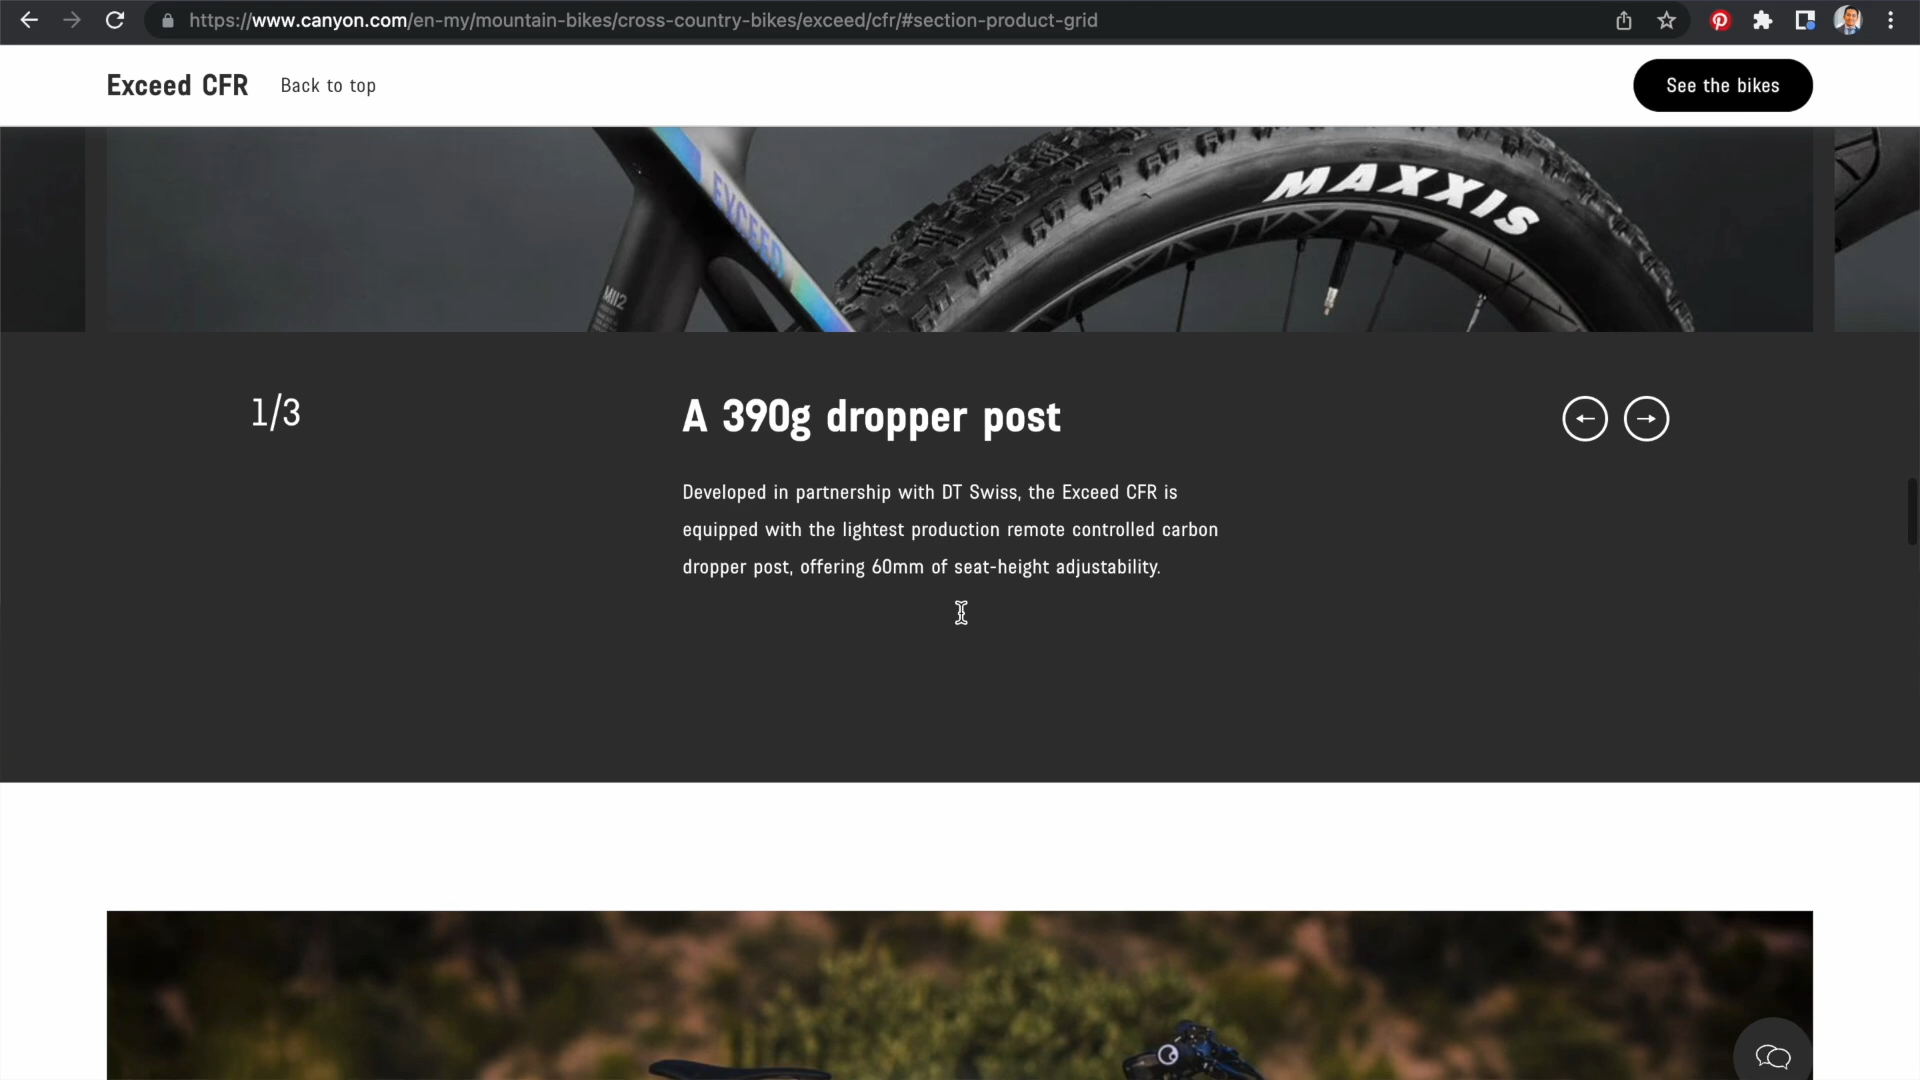 https://www.canyon.com/en-my/mountain-bikes/cross-country-bikes/exceed/cfr/#section-product-grid
Exceed CFR
Back to top
See the bikes
MAXXIS
EXCEED
M112
1/3
A 390g dropper post
Developed in partnership with DT Swiss, the Exceed CFR is
equipped with the lightest production remote controlled carbon
dropper post, offering 60mm of seat-height adjustability.